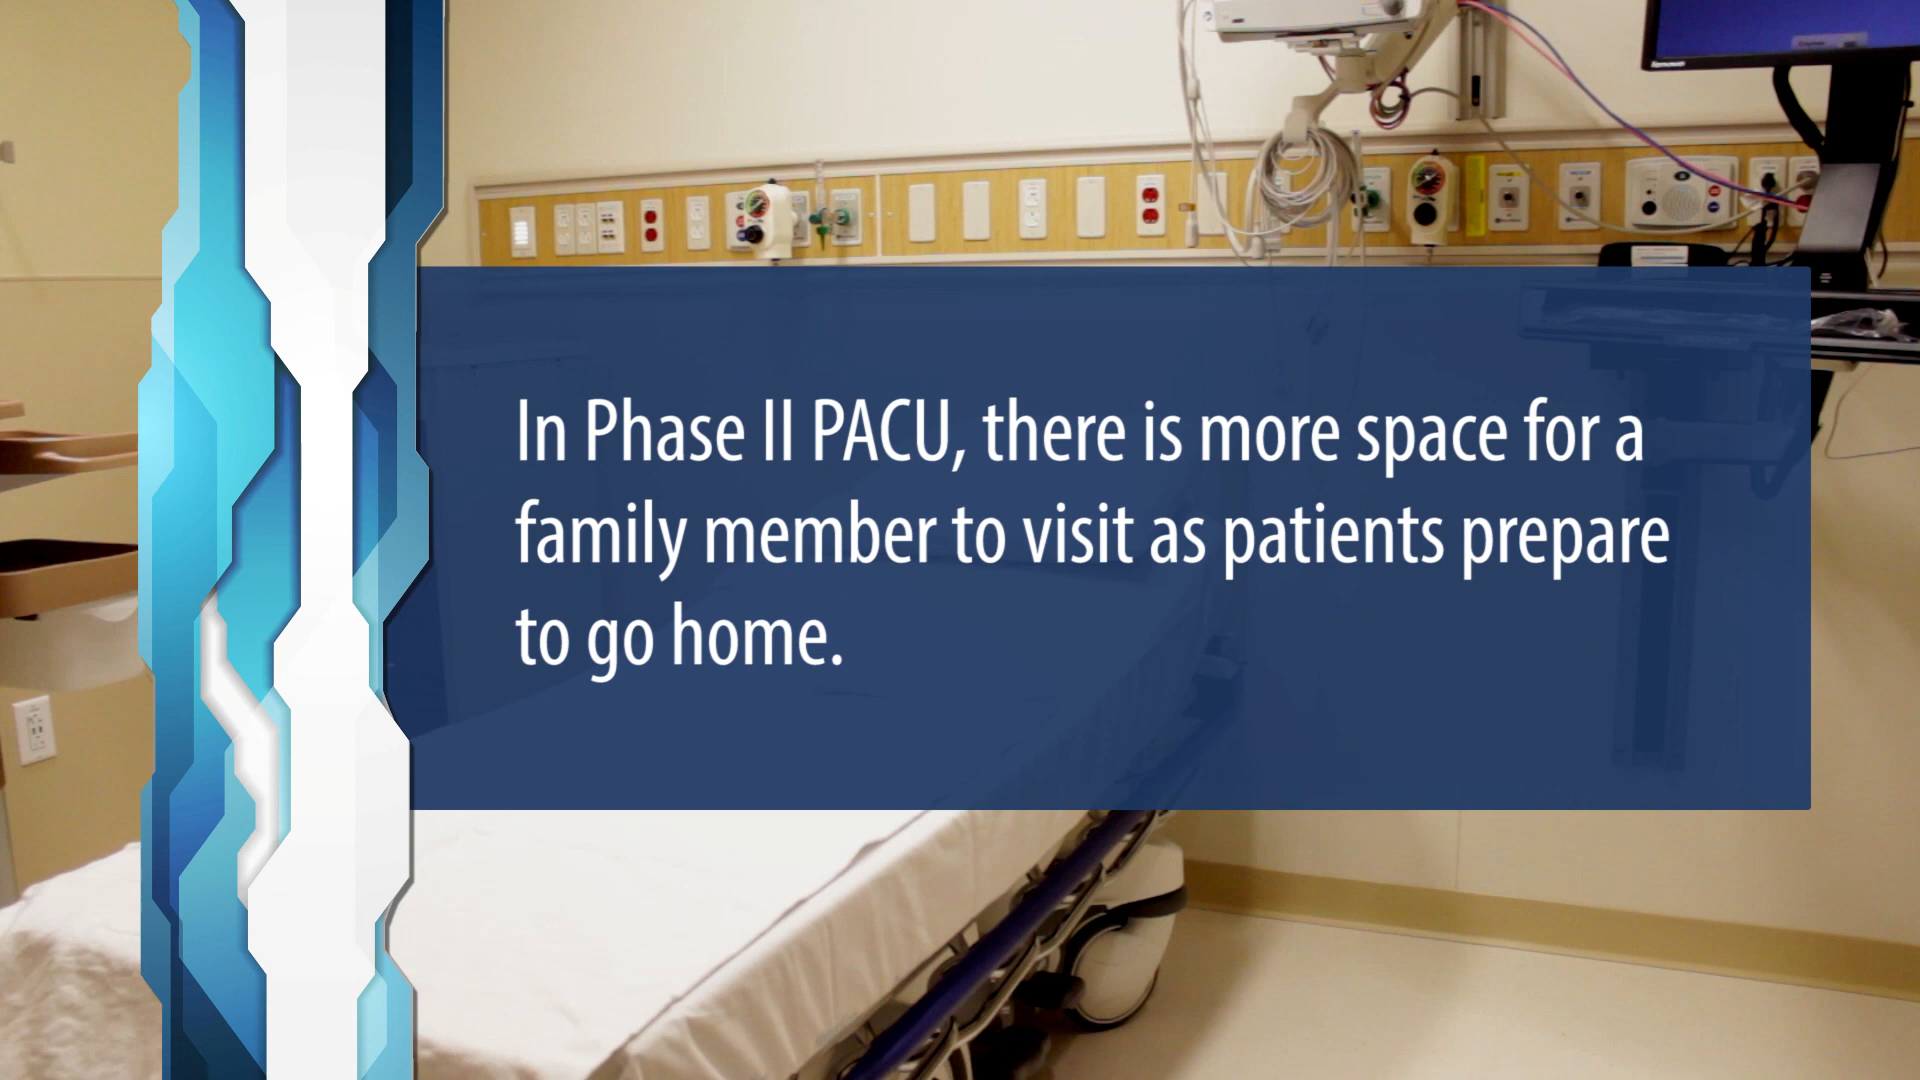 lenovo
In Phase II PACU, there is more space for a
family member to visit as patients prepare
to go home.